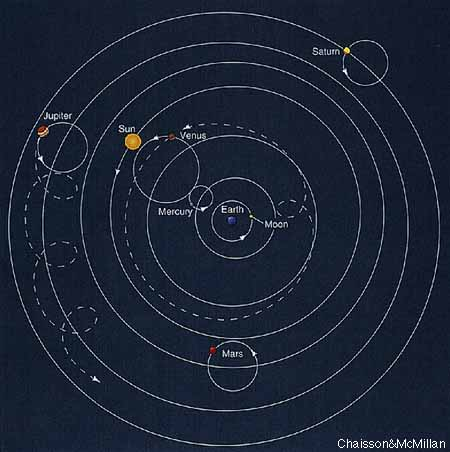 Saturn
Jupiter
Sun
Venus
Mercury
Earth
Moon
Mars
Chaisson&McMillan